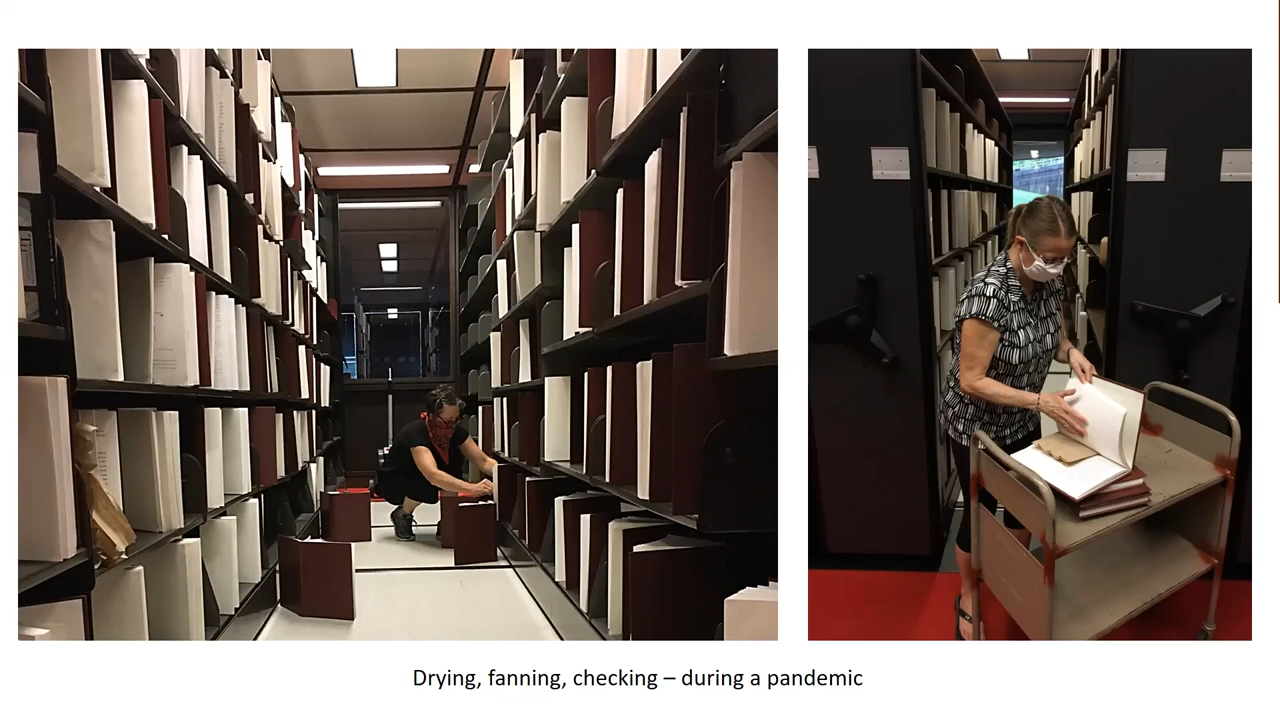 Drying, fanning, checking – during a pandemic